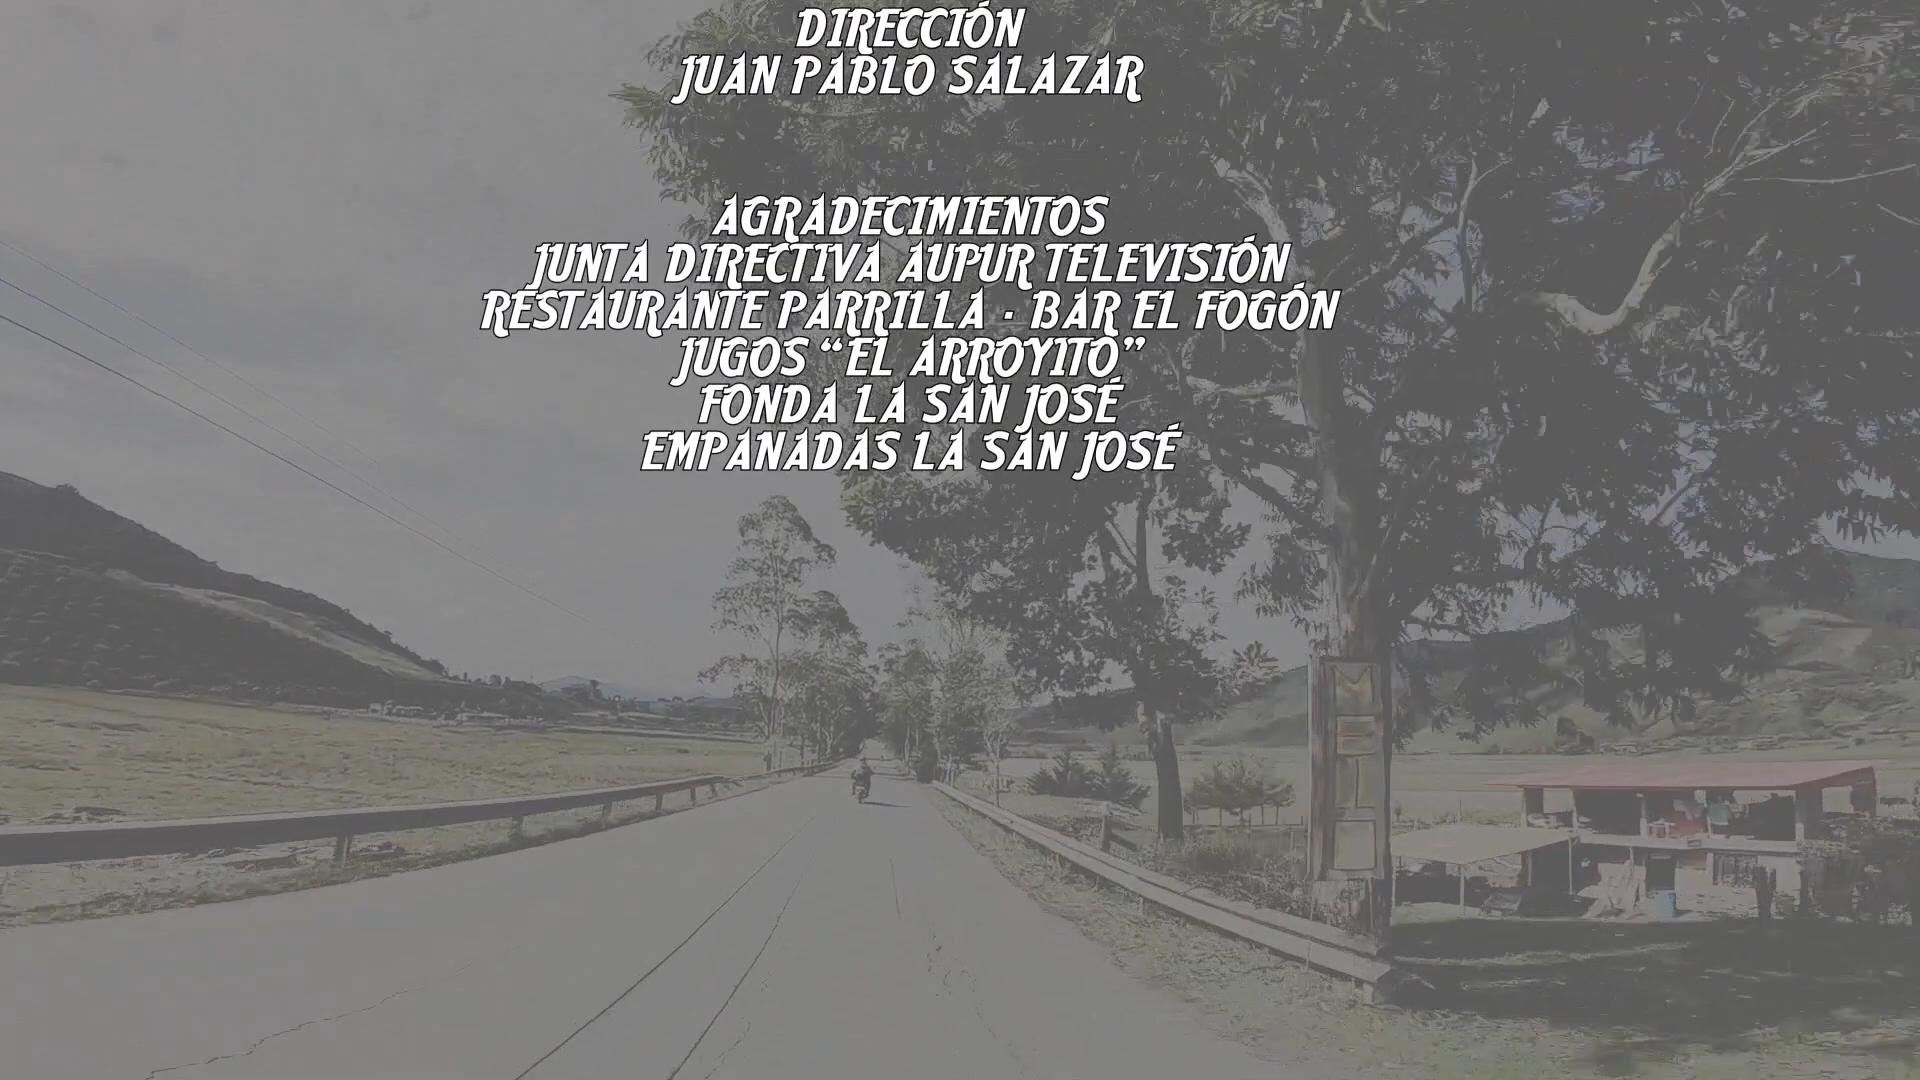 DIRECCIÓN
JUAN PABLO SALAZAR
AGRADECIMIENTOS
JUNTA DIRECTIVA AUPUR TELEVISIÓN
RESTAURANTE PARRILLA - BAR EL FOGÓN
JUGOS “EL ARROYITO”
FONDA LA SAN JOSÉ
EMPANADAS LA SAN JOSÉ